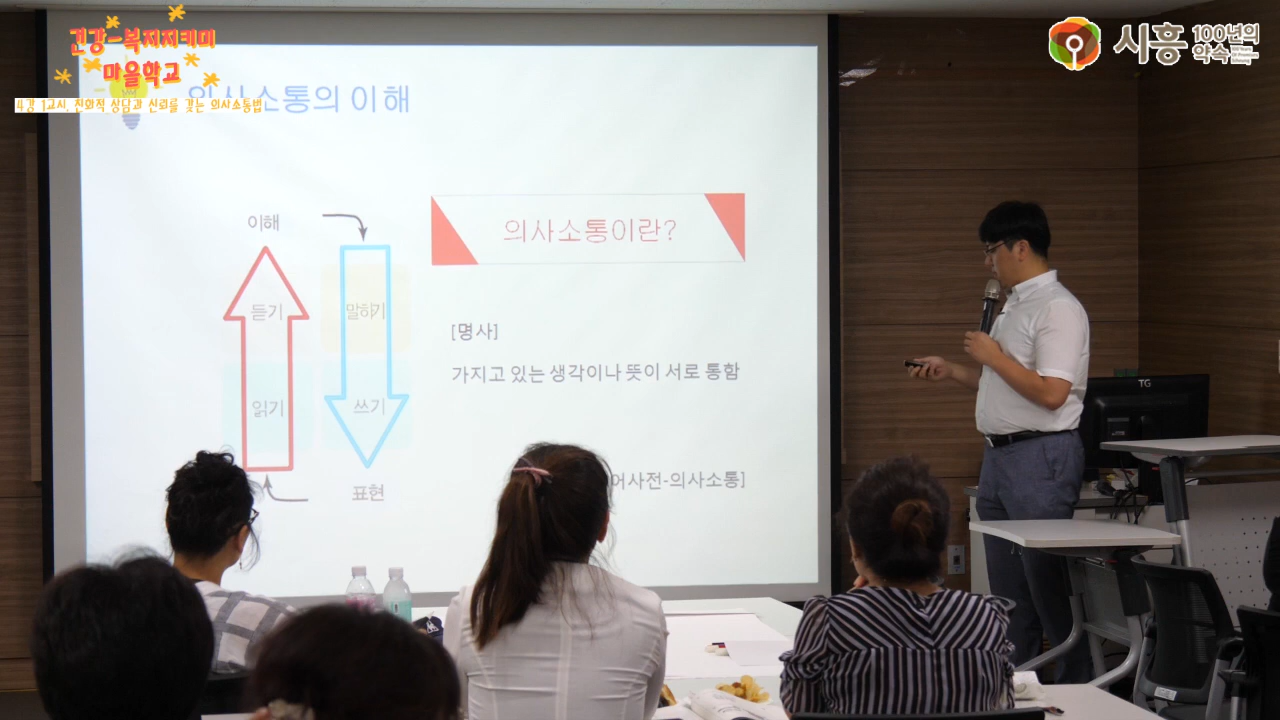 건강-복지지키미
마을학교
4강 1교시. 친화적 상담과 신뢰를 갖는 의사소통법
시흥 100년의
약속
의사소통의 이해
이해
듣기
말하기
읽기
쓰기
표현
의사소통이란?
[명사]
가지고 있는 생각이나 뜻이 서로 통함
어사전-의사소통]
TG